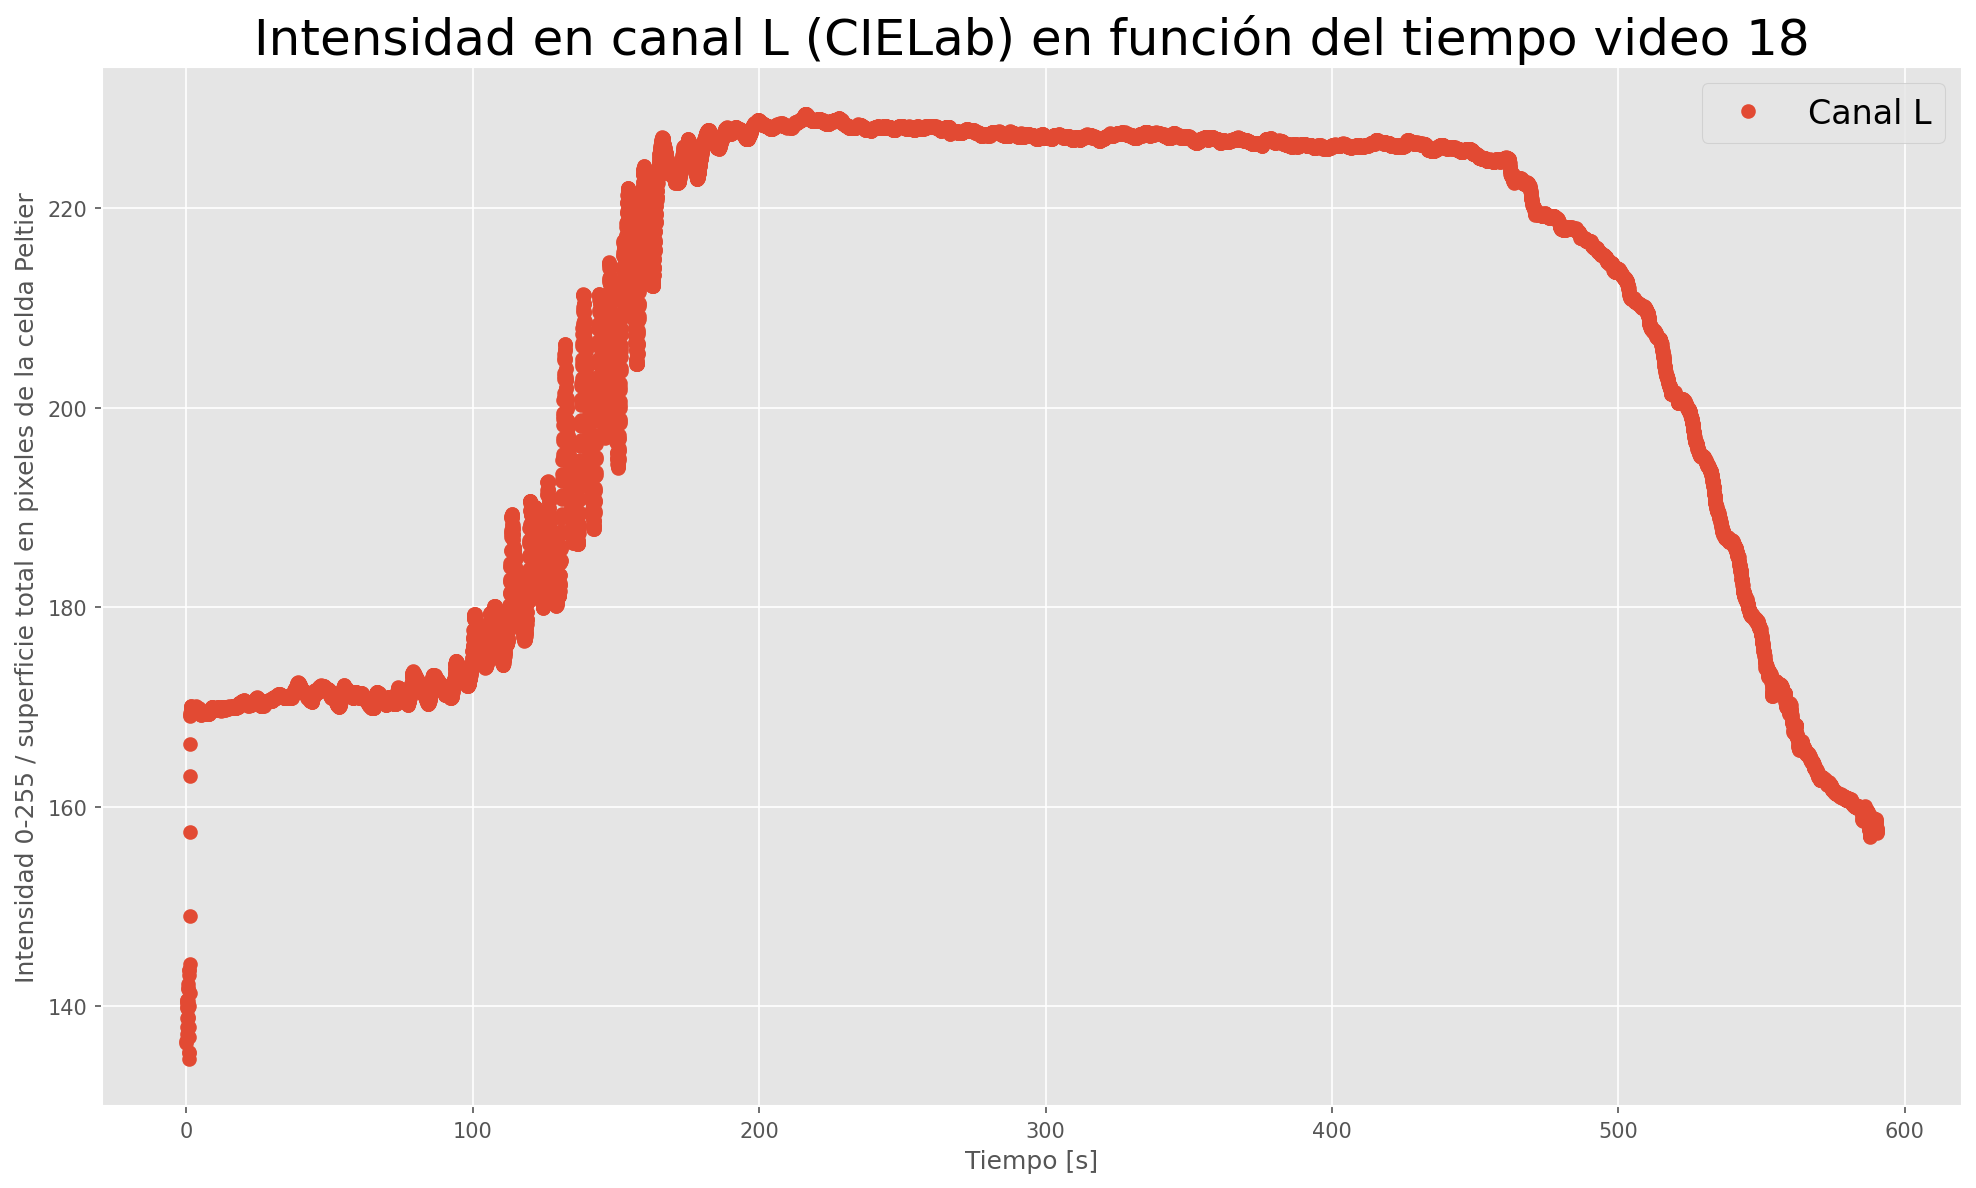 Intensidad en canal L (CIELab) en función del tiempo video 18
Canal L
Intensidad 0-255 / superficie total en pixeles de la celda Peltier
220
200
180
160
140
0 100 200 300 400 500 600
Tiempo [s]